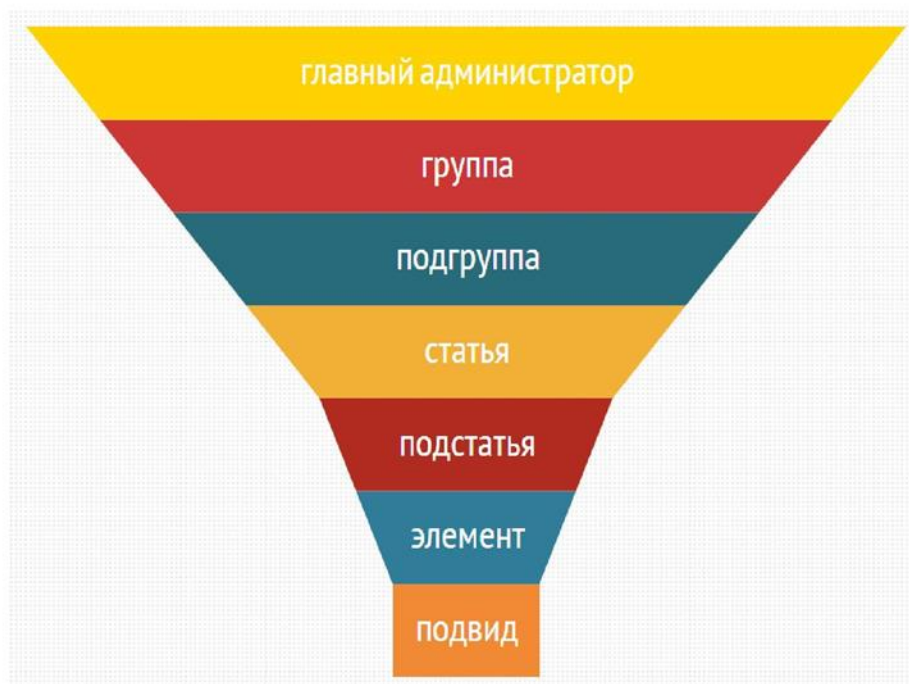 главный администратор
группа
подгруппа
статья
подстатья
элемент
подвид